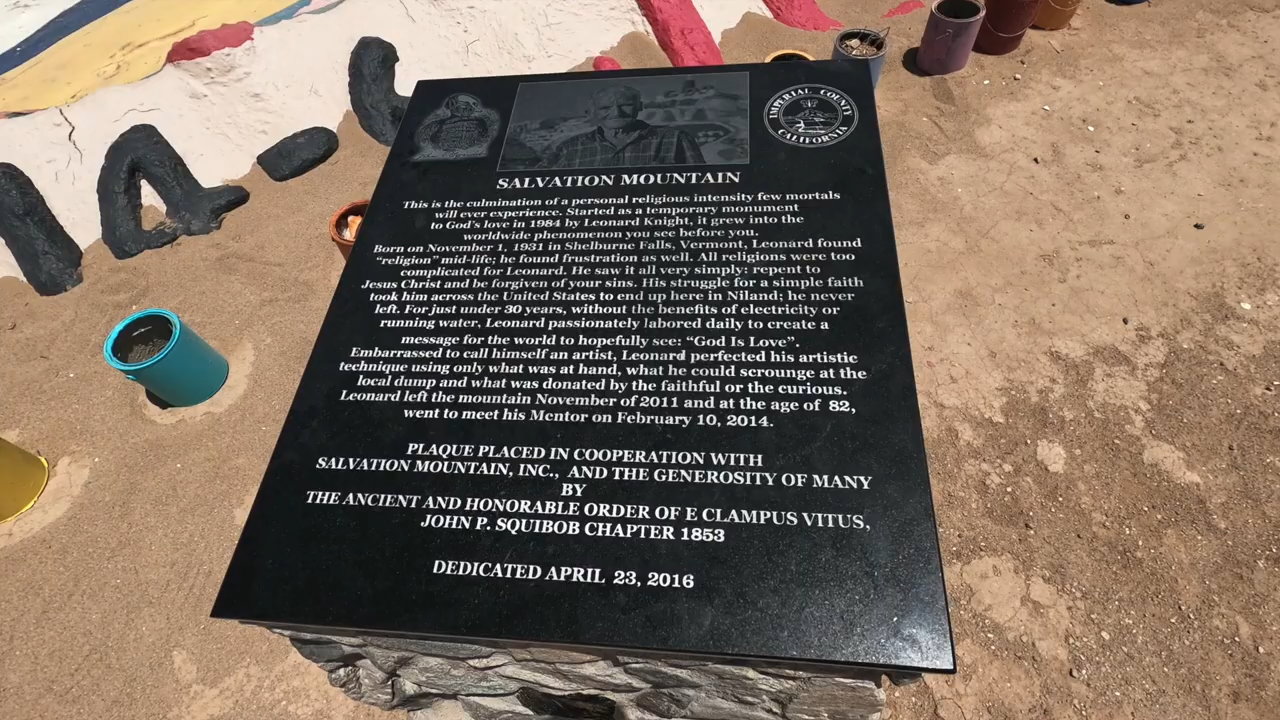 IMPERIAL COUNTY
CALIFORNIA
SALVATION MOUNTAIN
This is the culmination of a personal religious intensity few mortals
will ever experience. Started as a temporary monument
to God's love in 1984 by Leonard Knight, it grew into the
worldwide phenomenon you see before you.
Born on November 1, 1931 in Shelburne Falls, Vermont, Leonard found
"religion" mid-life; he found frustration as well. All religions were too
complicated for Leonard. He saw it all very simply: repent to
Jesus Christ and be forgiven of your sins. His struggle for a simple faith
took him across the United States to end up here in Niland; he never
left. For just under 30 years, without the benefits of electricity or
running water, Leonard passionately labored daily to create a
message for the world to hopefully see: "God Is Love".
Embarrassed to call himself an artist, Leonard perfected his artistic
technique using only what was at hand, what he could scrounge at the
local dump and what was donated by the faithful or the curious.
Leonard left the mountain November of 2011 and at the age of 82,
went to meet his Mentor on February 10, 2014.
PLAQUE PLACED IN COOPERATION WITH
SALVATION MOUNTAIN, INC., AND THE GENEROSITY OF MANY
BY
THE ANCIENT AND HONORABLE ORDER OF E CLAMPUS VITUS,
JOHN P. SQUIBOB CHAPTER 1853
DEDICATED APRIL 23, 2016